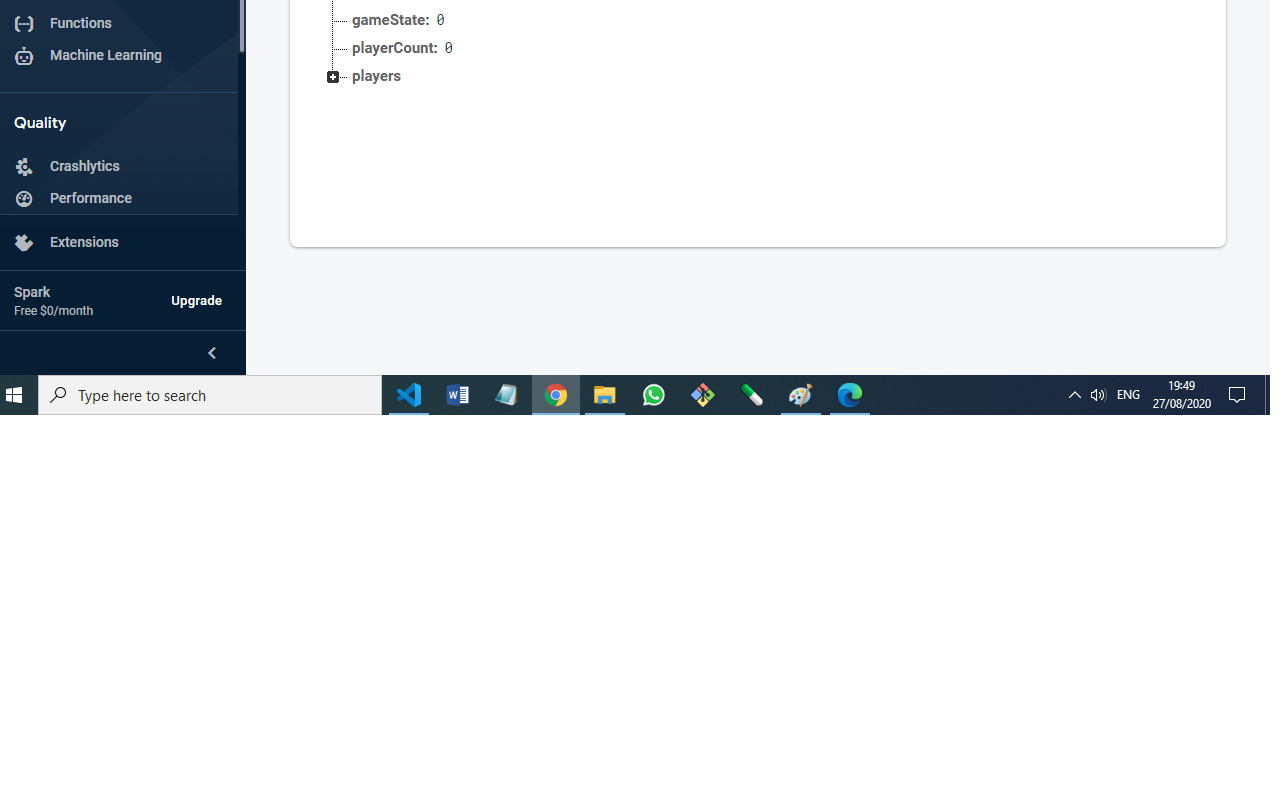 Functions
Machine Learning
Quality
Crashlytics
Performance
Extensions
Spark
Free $0/month
Upgrade
gameState: 0
playerCount: 0
players
Type here to search
ENG
19:49
27/08/2020